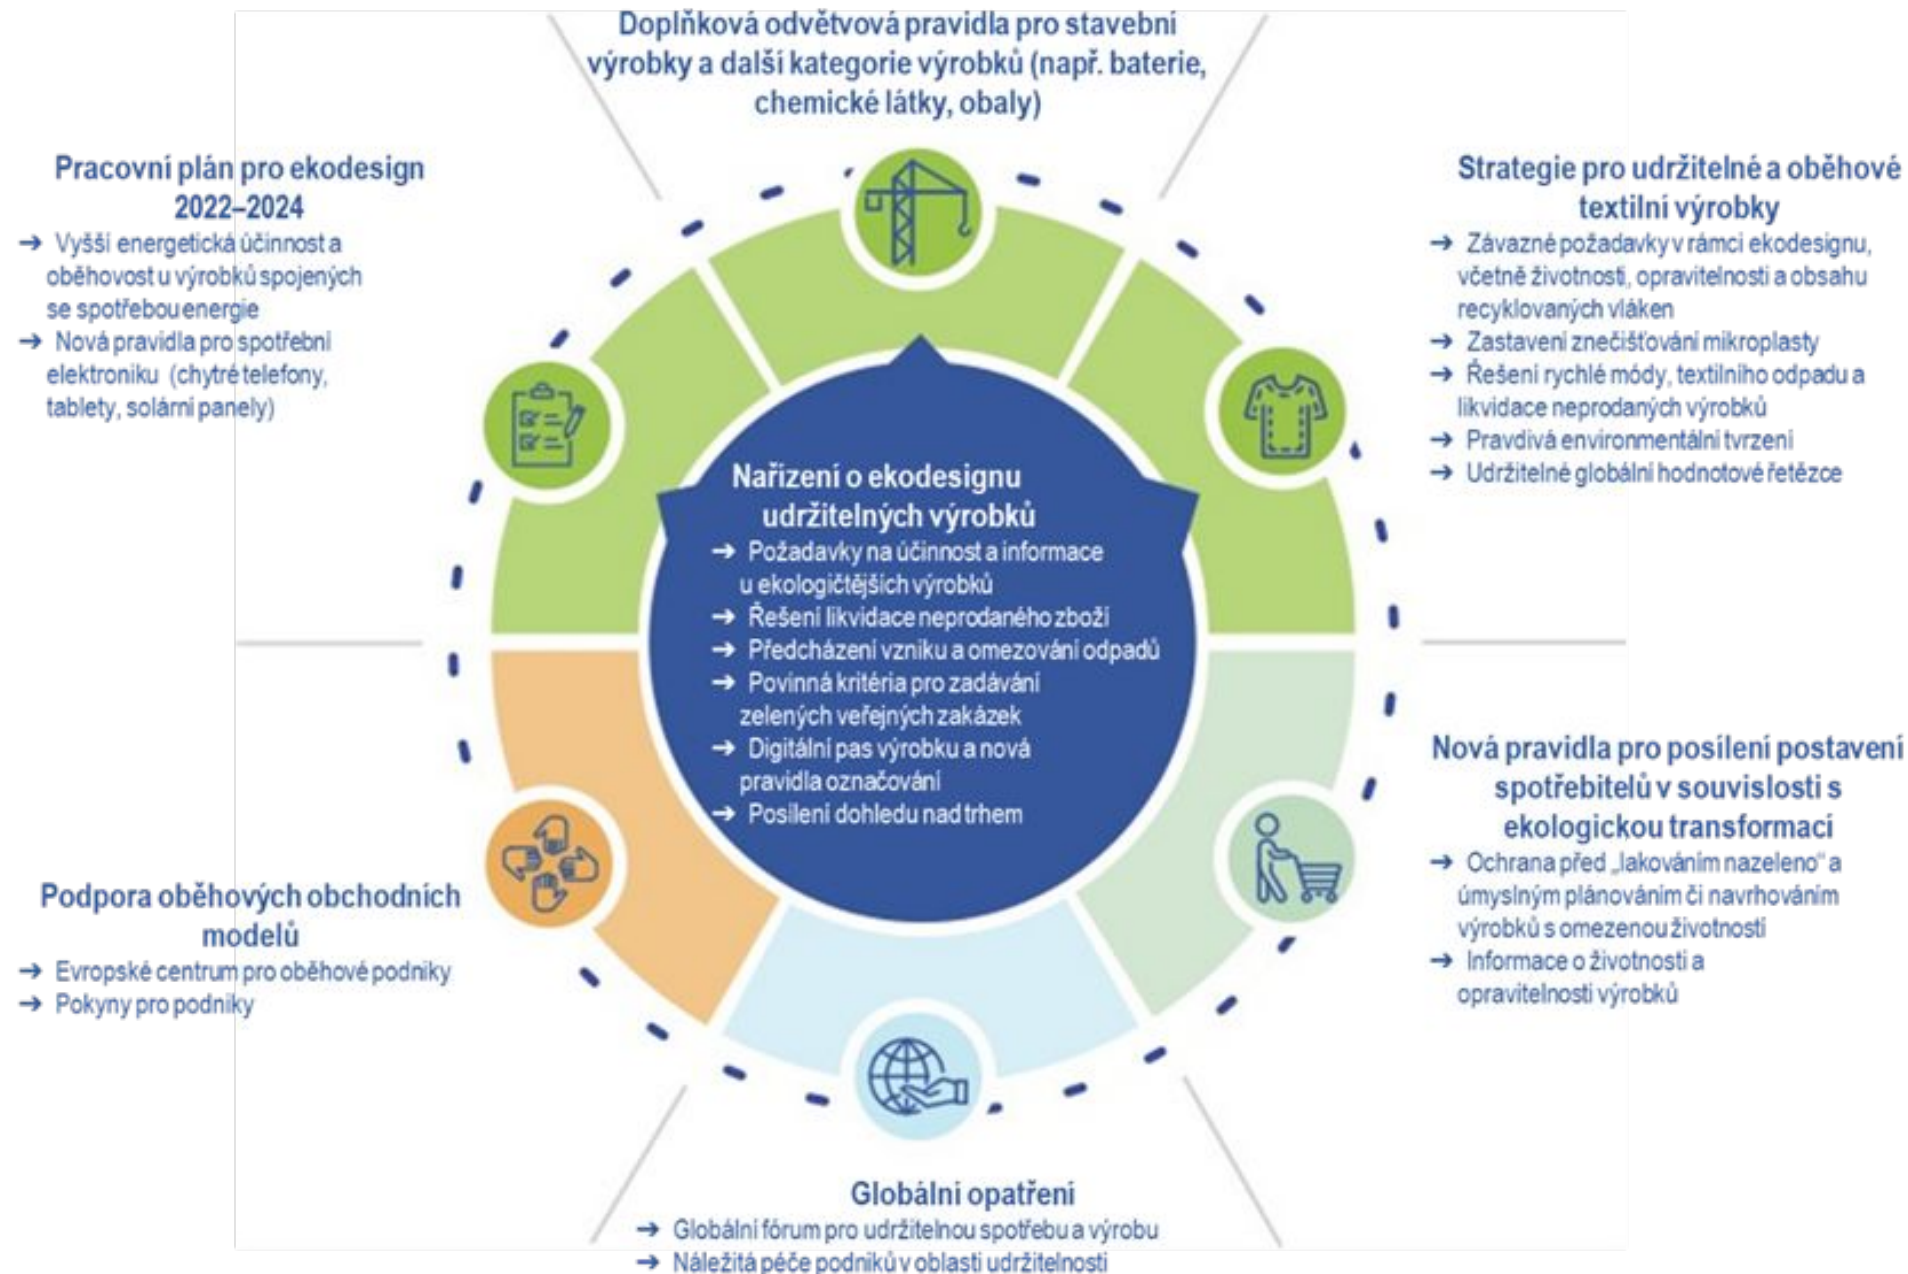 Doplňková odvětvová pravidla pro stavební
výrobky a další kategorie výrobků (např. baterie,
chemické látky, obaly)
Pracovní plán pro ekodesign
2022–2024
→ Vyšší energetická účinnost a
oběhovost u výrobků spojených
se spotřebou energie
→ Nová pravidla pro spotřební
elektroniku (chytré telefony,
tablety, solární panely)
Strategie pro udržitelné a oběhové
textilní výrobky
→ Závazné požadavky v rámci ekodesignu,
včetně životnosti, opravitelnosti a obsahu
recyklovaných vláken
→ Zastavení znečišťování mikroplasty
→ Řešení rychlé módy, textilního odpadu a
likvidace neprodaných výrobků
→ Pravdivá environmentální tvrzení
→ Udržitelné globální hodnotové řetězce
Nařízení o ekodesignu
udržitelných výrobků
→ Požadavky na účinnost a informace
u ekologičtějších výrobků
→ Řešení likvidace neprodaného zboží
→ Předcházení vzniku a omezování odpadů
→ Povinná kritéria pro zadávání
zelených veřejných zakázek
→ Digitální pas výrobku a nová
pravidla označování
→ Posílení dohledu nad trhem
Nová pravidla pro posílení postavení
spotřebitelů v souvislosti s
ekologickou transformací
→ Ochrana před „lakováním nazeleno“ a
úmyslným plánováním či navrhováním
výrobků s omezenou životností
→ Informace o životnosti a
opravitelnosti výrobků
Podpora oběhových obchodních
modelů
→ Evropské centrum pro oběhové podniky
→ Pokyny pro podniky
Globální opatření
→ Globální fórum pro udržitelnou spotřebu a výrobu
→ Náležitá péče podniků v oblasti udržitelnosti